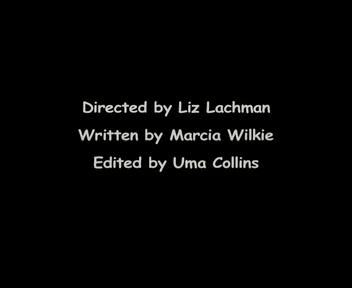 Directed by Liz Lachman
Written by Marcia Wilkie
Edited by Uma Collins